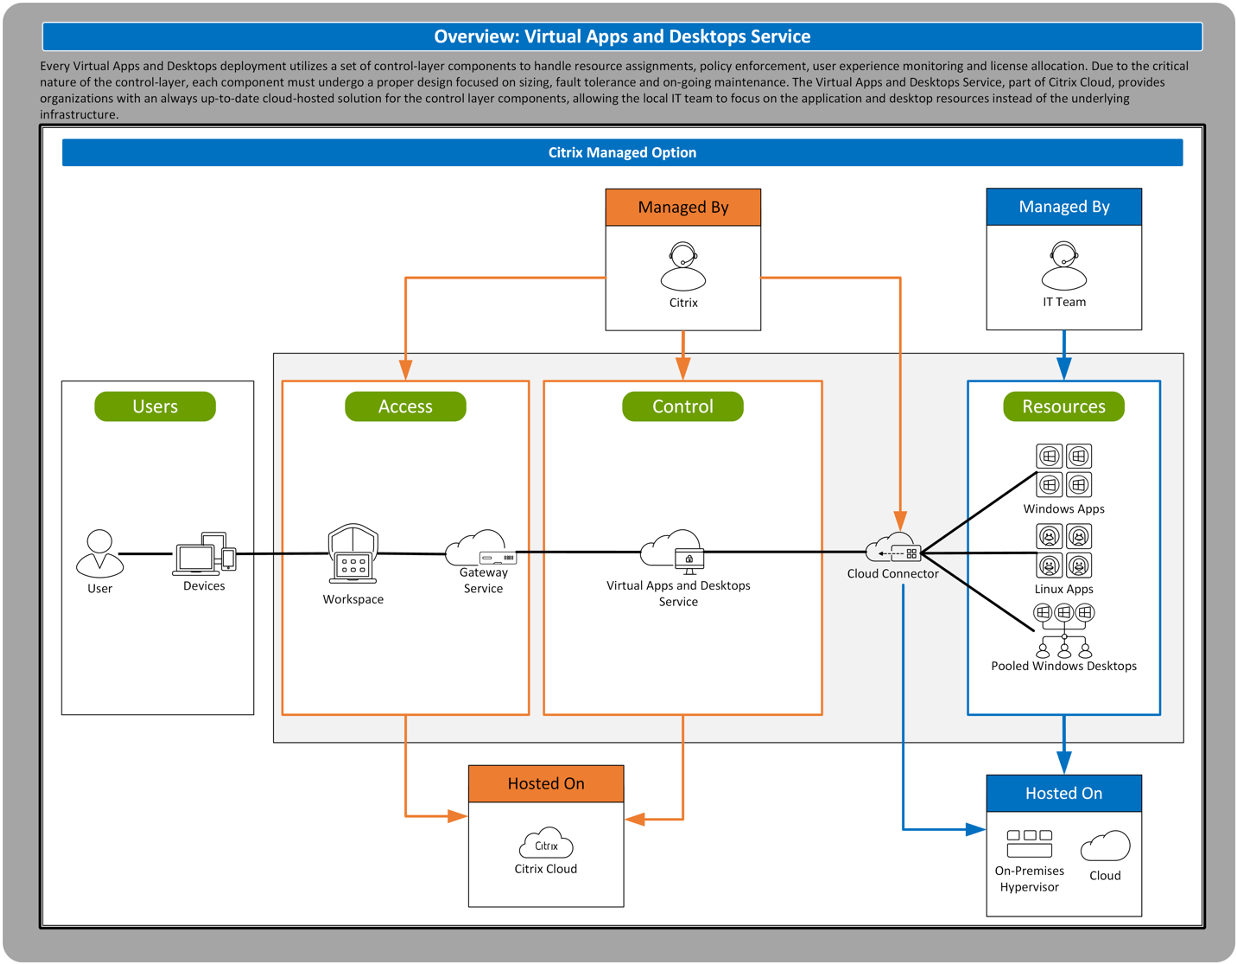 Overview: Virtual Apps and Desktops Service
Every Virtual Apps and Desktops deployment utilizes a set of control-layer components to handle resource assignments, policy enforcement, user experience monitoring and license allocation. Due to the critical
nature of the control-layer, each component must undergo a proper design focused on sizing, fault tolerance and on-going maintenance. The Virtual Apps and Desktops Service, part of Citrix Cloud, provides
organizations with an always up-to-date cloud-hosted solution for the control layer components, allowing the local IT team to focus on the application and desktop resources instead of the underlying
infrastructure.
Citrix Managed Option
Managed By
Citrix
Managed By
IT Team
Users
Access
Control
Resources
User
Devices
Workspace
Gateway
Service
Virtual Apps and Desktops
Service
Cloud Connector
Windows Apps
Linux Apps
Pooled Windows Desktops
Hosted On
Citrix
Citrix Cloud
Hosted On
On-Premises
Hypervisor
Cloud